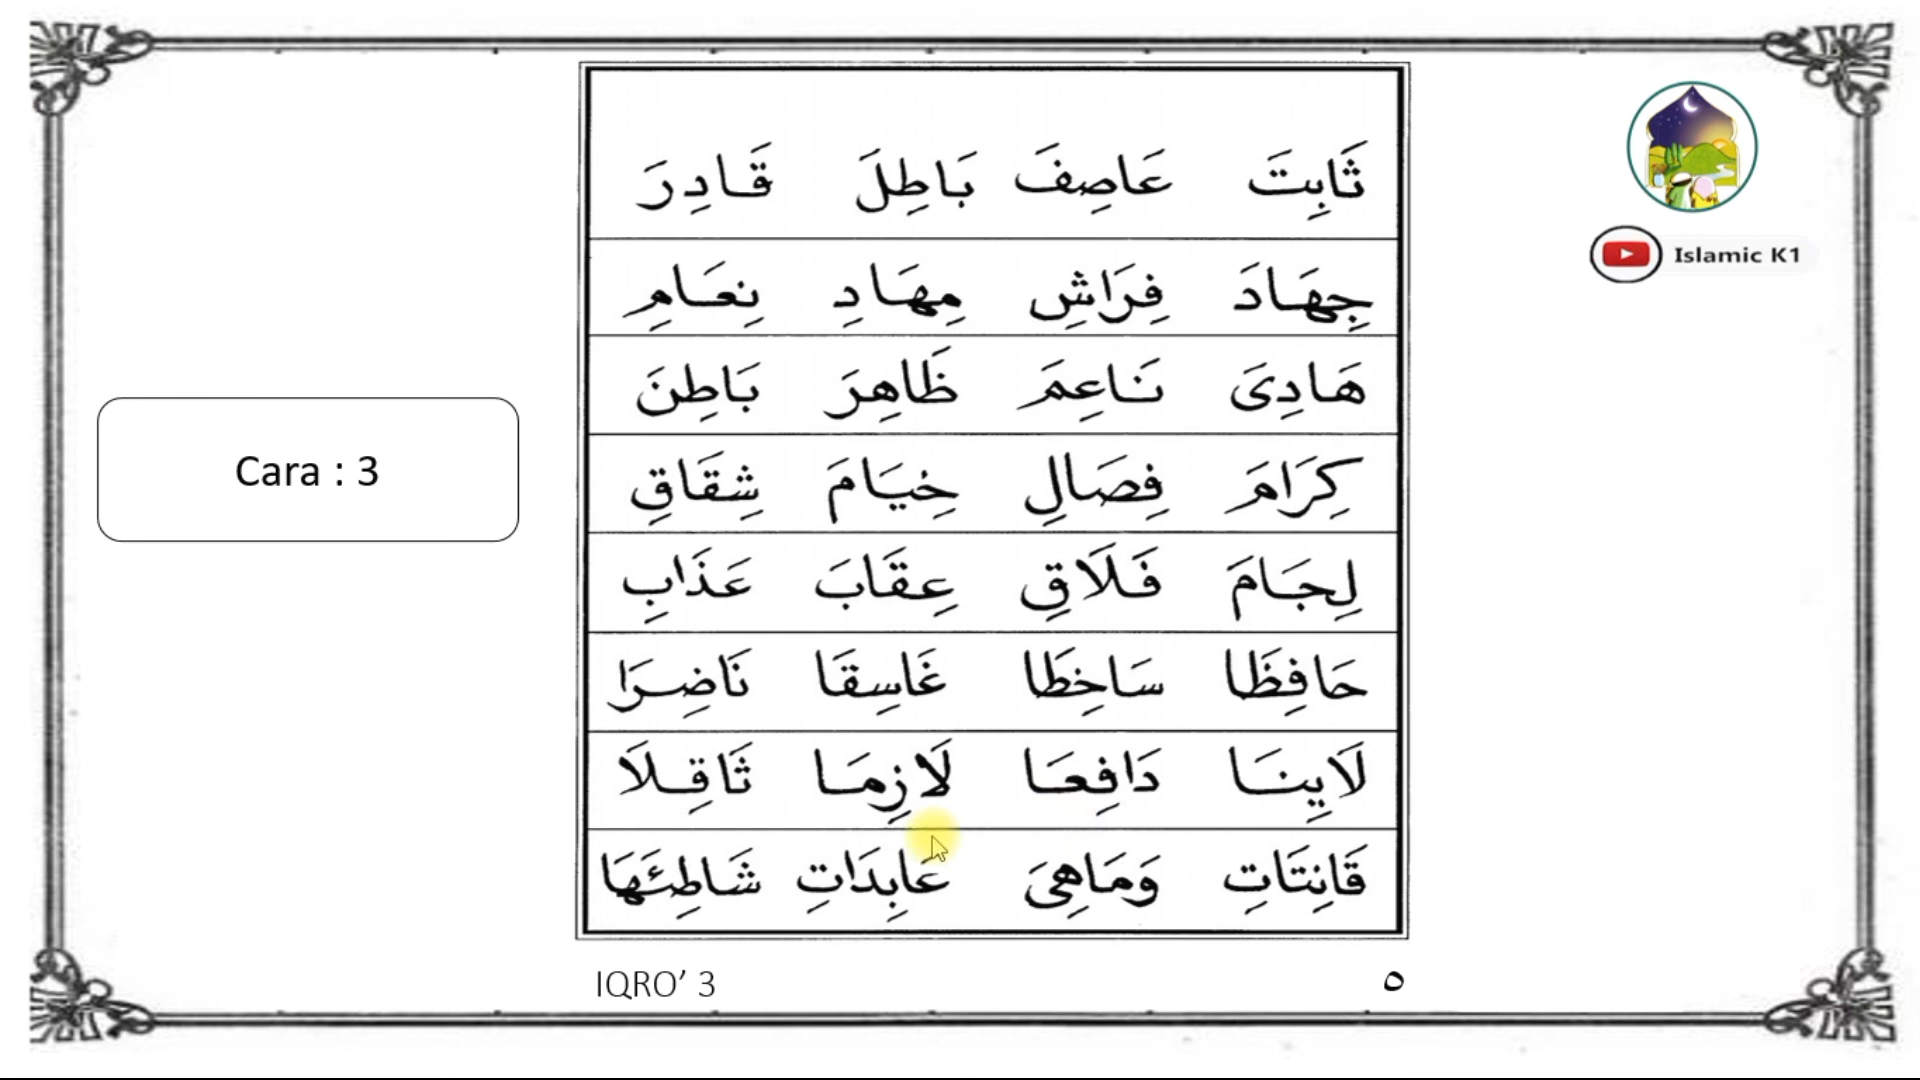 ثَابِتَ عَاصِفَ بَاطِلَ قَادِرَ
Islamic K1
جِهَادَ فِرَاشِ مِهَادِ نِعَامِ
هَادِىَ نَاعِمَ ظَاهِرَ بَاطِنَ
Cara : 3
كِرَامَ فِصَالِ خِيَامَ شِقَاقِ
لِجَامَ فَلَاقِ عِقَابَ عَذَابِ
حَافِظَا سَاخِطَا غَاسِقَا نَاضِرَا
لَايِنَا دَافِعَا لَازِمَا ثَاقِلَا
قَانِتَاتِ وَمَاهِىَ عَابِدَاتِ شَاطِئَهَا
IQRO’ 3 ٥